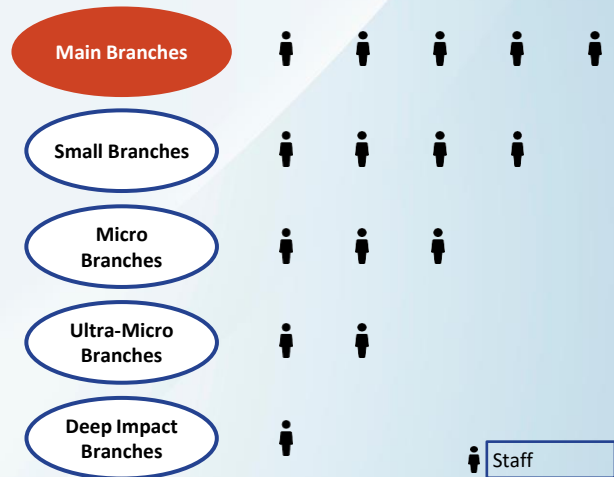 Main Branches
Small Branches
Micro
Branches
Ultra-Micro
Branches
Deep Impact
Branches
Staff